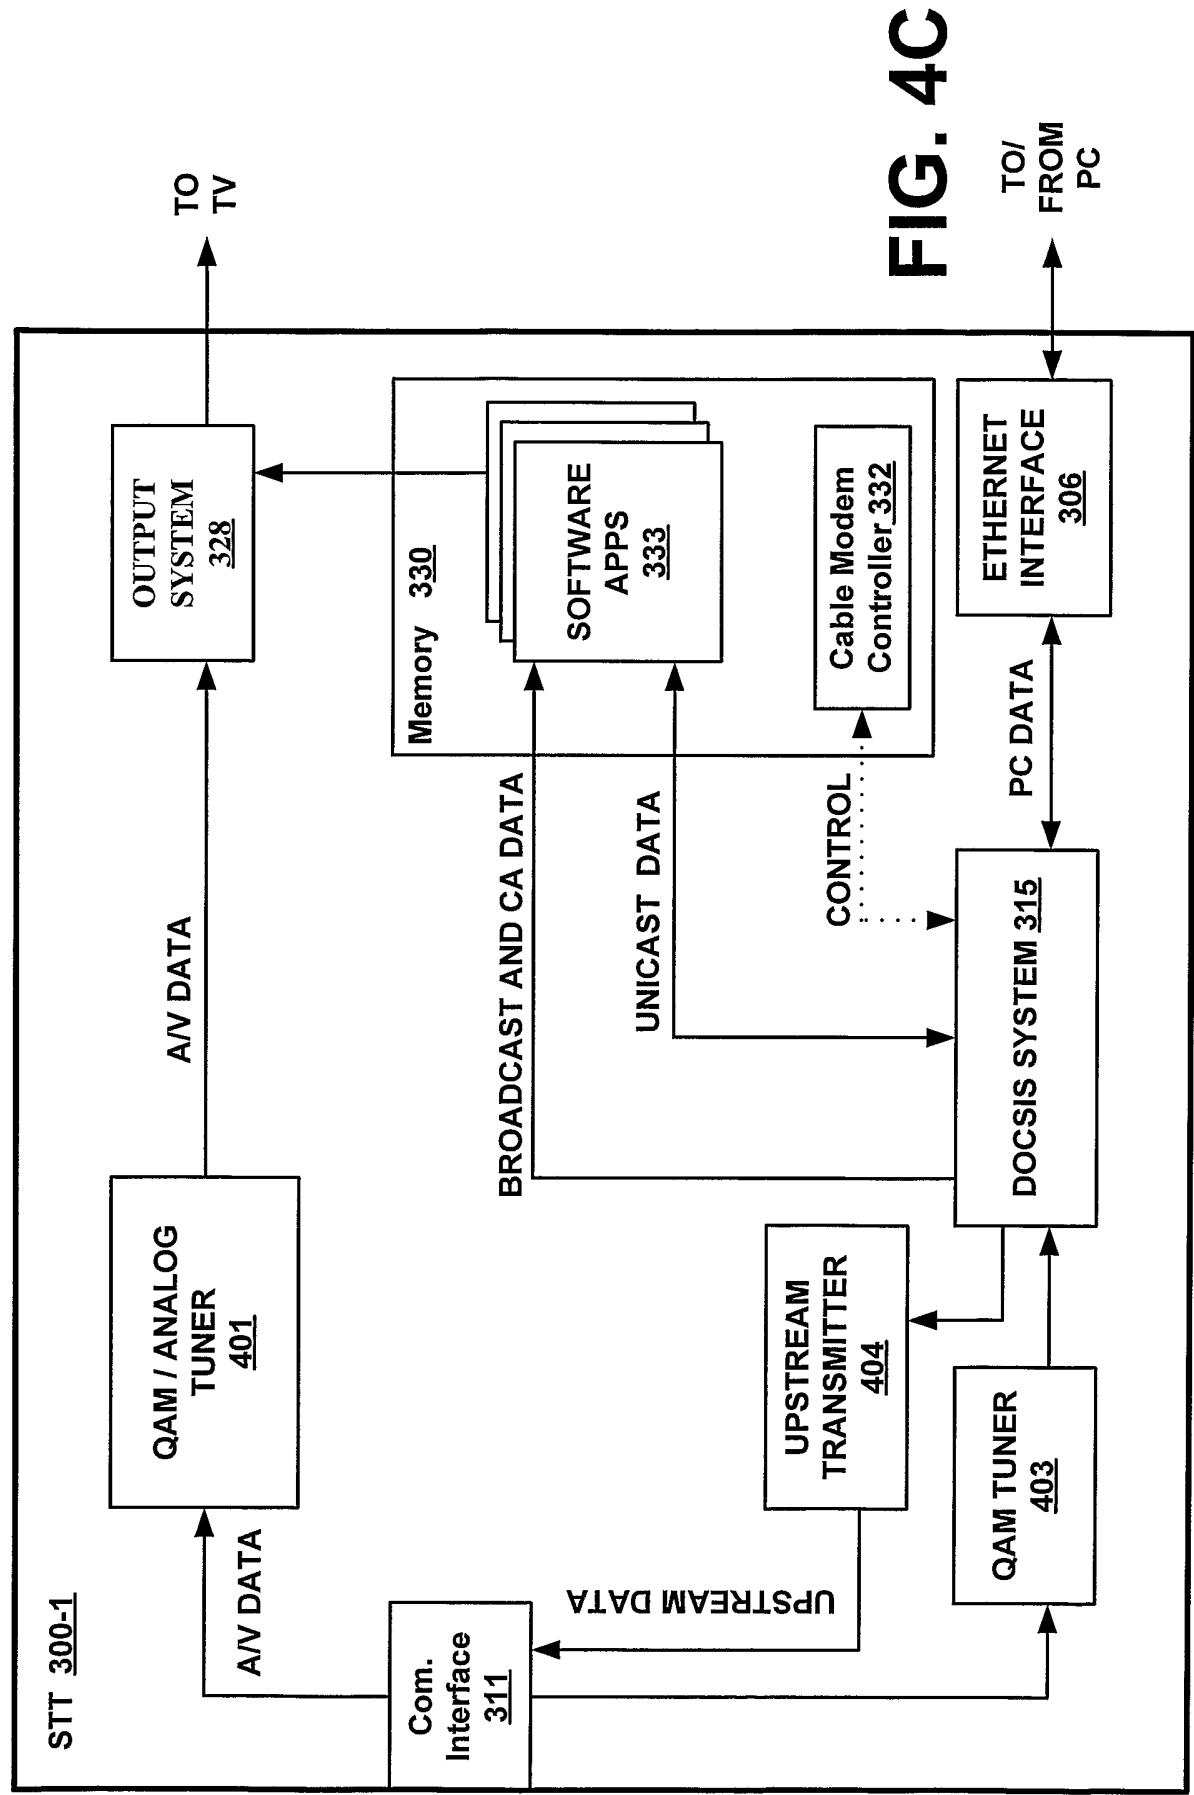 STT 300-1
Com.
Interface
311
A/V DATA
QAM / ANALOG
TUNER
401
A/V DATA
OUTPUT
SYSTEM
328
TO
TV
Memory 330
SOFTWARE
APPS
333
Cable Modem
Controller 332
BROADCAST AND CA DATA
UNICAST DATA
CONTROL
UPSTREAM DATA
UPSTREAM
TRANSMITTER
404
QAM TUNER
403
DOCSIS SYSTEM 315
PC DATA
ETHERNET
INTERFACE
306
TO/
FROM
PC
FIG. 4C